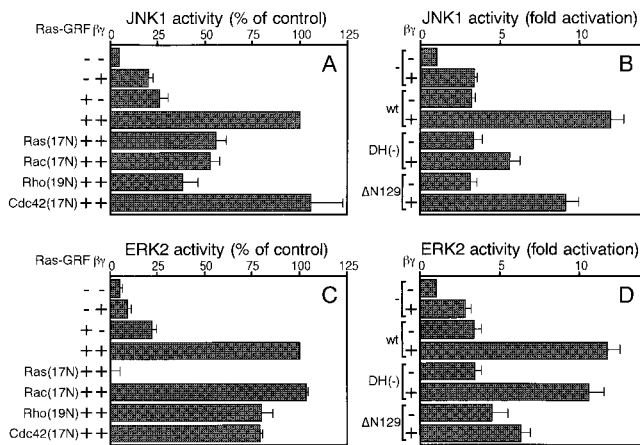 JNK1 activity (% of control)
Ras-GRF βγ 0 25 50 75 100 125
- -
- +
+ -
+ +
Ras(17N) + +
Rac(17N) + +
Rho(19N) + +
Cdc42(17N) + +
A
JNK1 activity (fold activation)
βγ 0 5 10
- - +
wt - +
DH(-) - +
ΔN129 - +
B
ERK2 activity (% of control)
Ras-GRF βγ 0 25 50 75 100 125
- -
- +
+ -
+ +
Ras(17N) + +
Rac(17N) + +
Rho(19N) + +
Cdc42(17N) + +
C
ERK2 activity (fold activation)
βγ 0 5 10
- - +
wt - +
DH(-) - +
ΔN129 - +
D